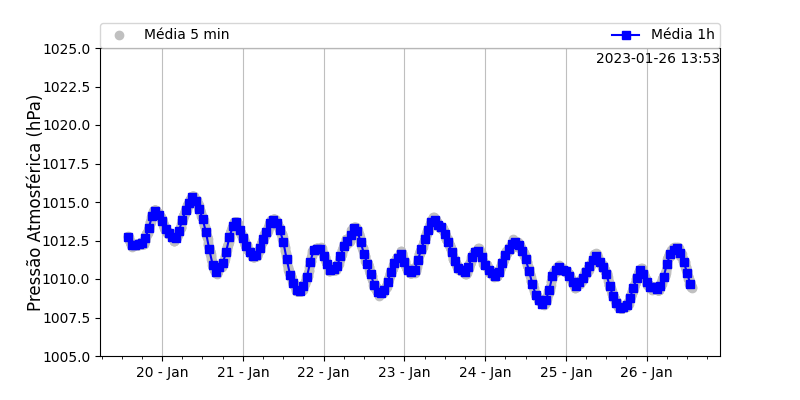 Média 5 min
Média 1h
2023-01-26 13:53
Pressão Atmosférica (hPa)
1025.0
1022.5
1020.0
1017.5
1015.0
1012.5
1010.0
1007.5
1005.0
20 - Jan
21 - Jan
22 - Jan
23 - Jan
24 - Jan
25 - Jan
26 - Jan